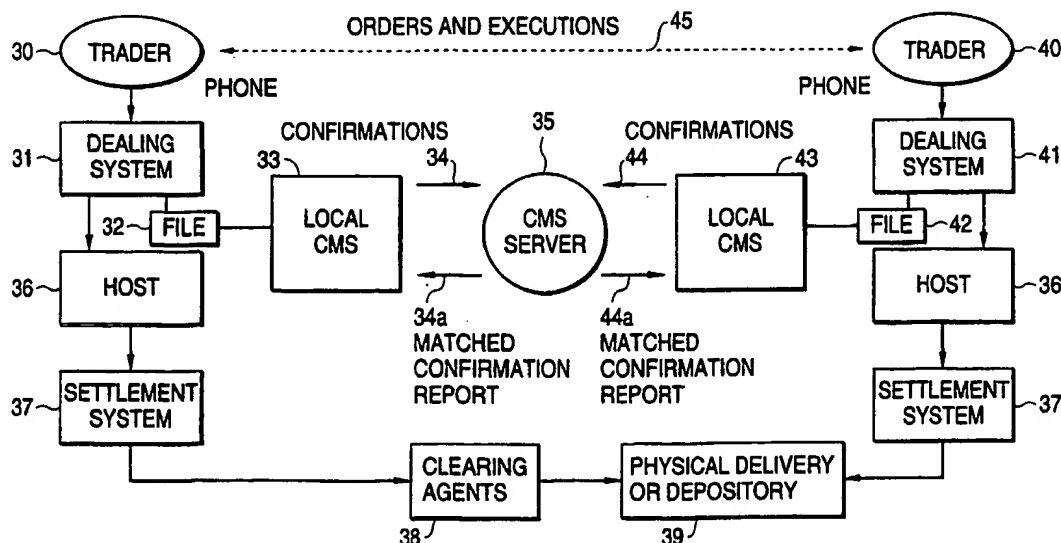 ORDERS AND EXECUTIONS 45
30 TRADER
TRADER 40
PHONE
PHONE
31 DEALING
SYSTEM
CONFIRMATIONS
33 34
35
CONFIRMATIONS
44 43
DEALING
SYSTEM 41
32 FILE
LOCAL
CMS
CMS
SERVER
LOCAL
CMS
FILE 42
36 HOST
HOST 36
34a
MATCHED
CONFIRMATION
REPORT
44a
MATCHED
CONFIRMATION
REPORT
37 SETTLEMENT
SYSTEM
SETTLEMENT
SYSTEM 37
CLEARING
AGENTS
38
PHYSICAL DELIVERY
OR DEPOSITORY
39